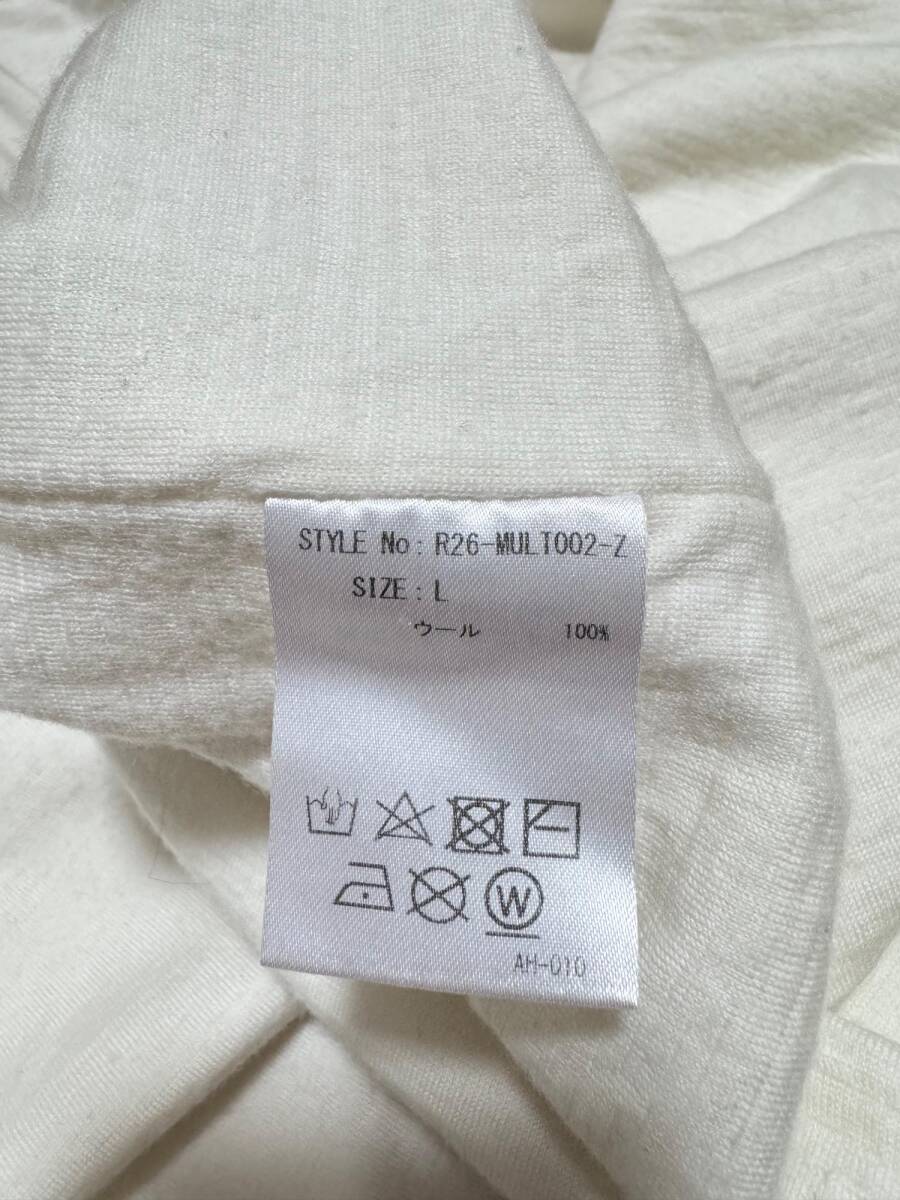 STYLE No: R26-MULT002-Z
SIZE: L
ウール 100%
W
AH-010